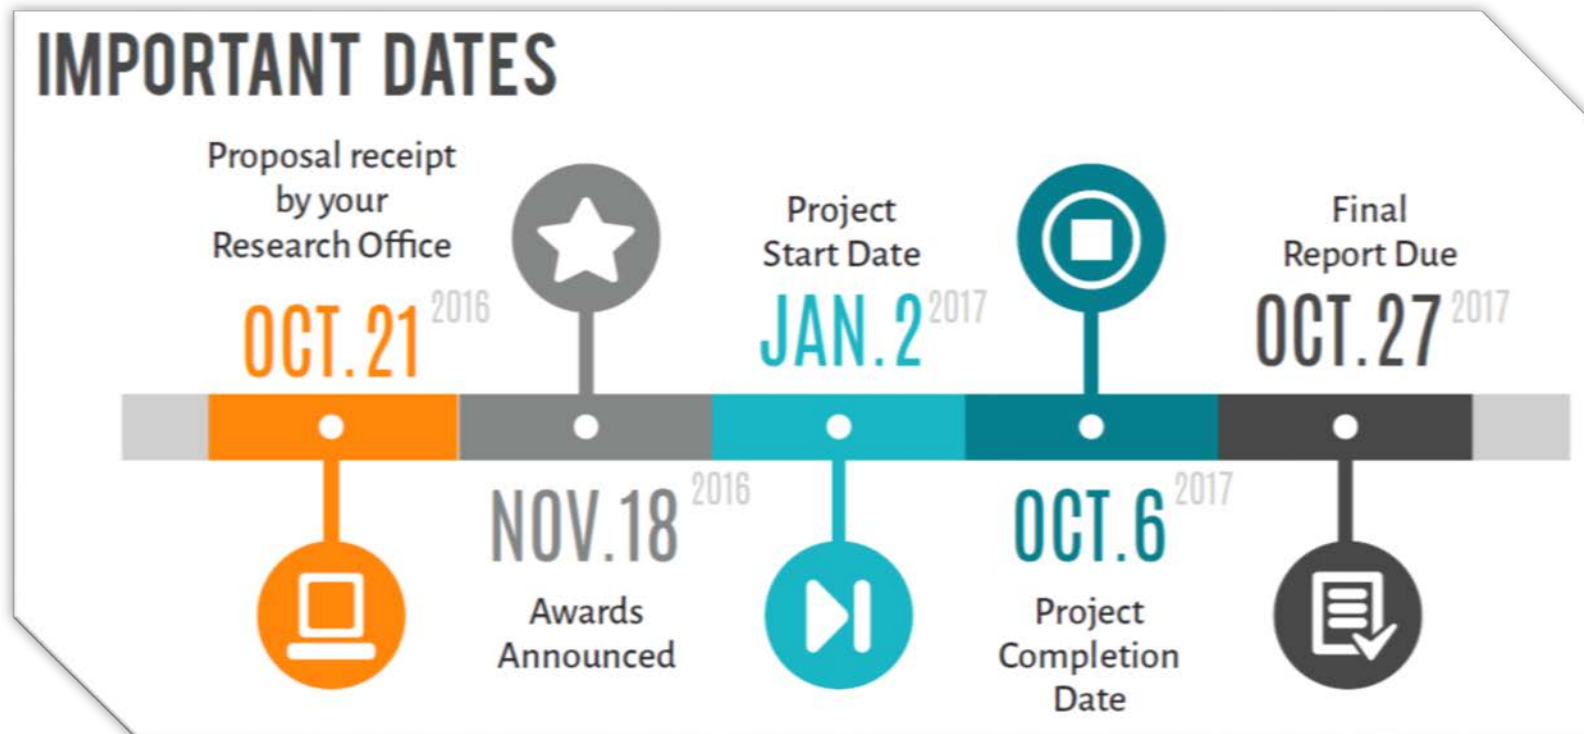 IMPORTANT DATES
Proposal receipt
by your
Research Office
OCT.21 2016
NOV.18 2016
Awards
Announced
Project
Start Date
JAN.2 2017
OCT.6 2017
Project
Completion
Date
Final
Report Due
OCT.27 2017